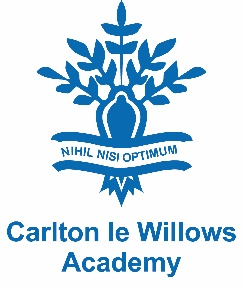 NIHIL NISI OPTIMUM
Carlton le Willows
Academy